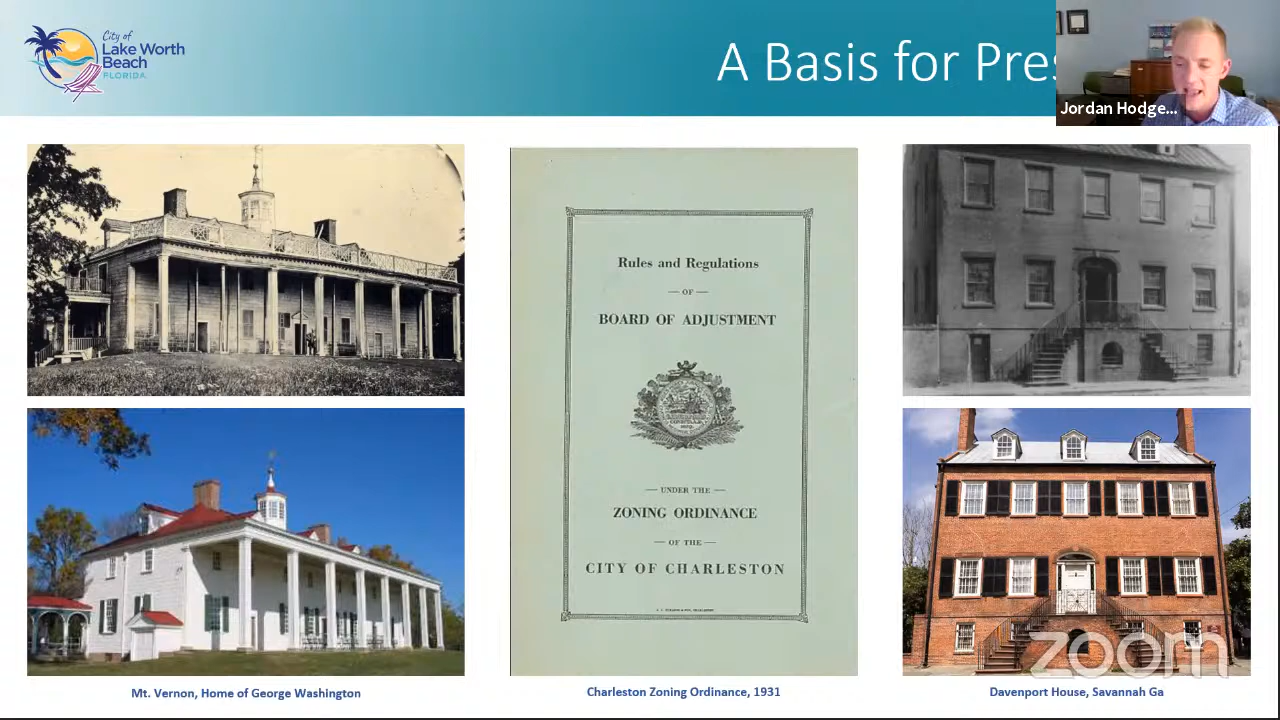 City of
Lake Worth
Beach
FLORIDA
A Basis for Pres
Jordan Hodge...
Rules and Regulations
— OF —
BOARD OF ADJUSTMENT
— UNDER THE —
ZONING ORDINANCE
— OF THE —
CITY OF CHARLESTON
zoom
Mt. Vernon, Home of George Washington
Charleston Zoning Ordinance, 1931
Davenport House, Savannah Ga